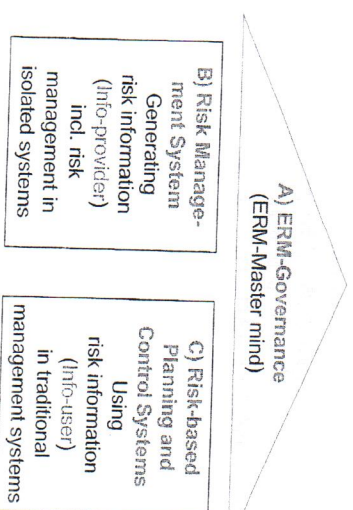 A) ERM-Governance
(ERM-Master mind)
B) Risk Manage-
ment System
Generating
risk information
(Info-provider)
incl. risk
management in
isolated systems
C) Risk-based
Planning and
Control Systems
Using
risk information
(Info-user)
in traditional
management systems